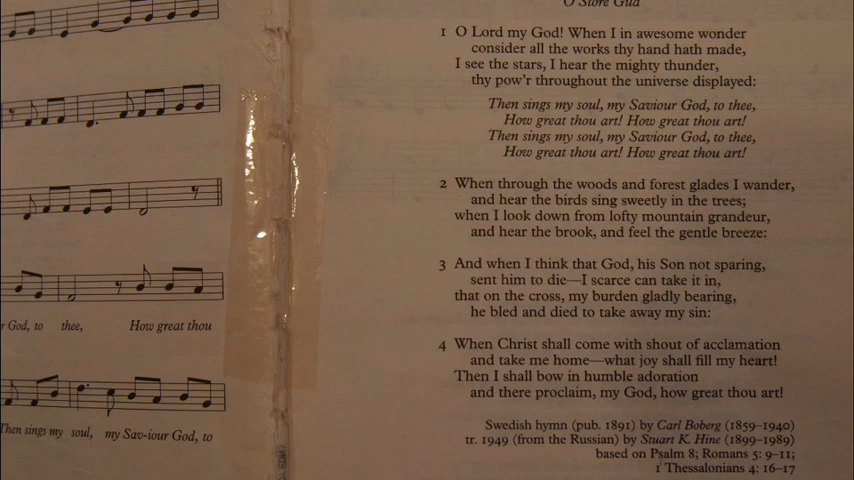 r God, to thee, How great thou
Then sings my soul, my Sav-iour God, to
O Store Gud
1 O Lord my God! When I in awesome wonder
consider all the works thy hand hath made,
I see the stars, I hear the mighty thunder,
thy pow'r throughout the universe displayed:
Then sings my soul, my Saviour God, to thee,
How great thou art! How great thou art!
Then sings my soul, my Saviour God, to thee,
How great thou art! How great thou art!
2 When through the woods and forest glades I wander,
and hear the birds sing sweetly in the trees;
when I look down from lofty mountain grandeur,
and hear the brook, and feel the gentle breeze:
3 And when I think that God, his Son not sparing,
sent him to die—I scarce can take it in,
that on the cross, my burden gladly bearing,
he bled and died to take away my sin:
4 When Christ shall come with shout of acclamation
and take me home—what joy shall fill my heart!
Then I shall bow in humble adoration
and there proclaim, my God, how great thou art!
Swedish hymn (pub. 1891) by Carl Boberg (1859–1940)
tr. 1949 (from the Russian) by Stuart K. Hine (1899–1989)
based on Psalm 8; Romans 5: 9–11;
1 Thessalonians 4: 16–17